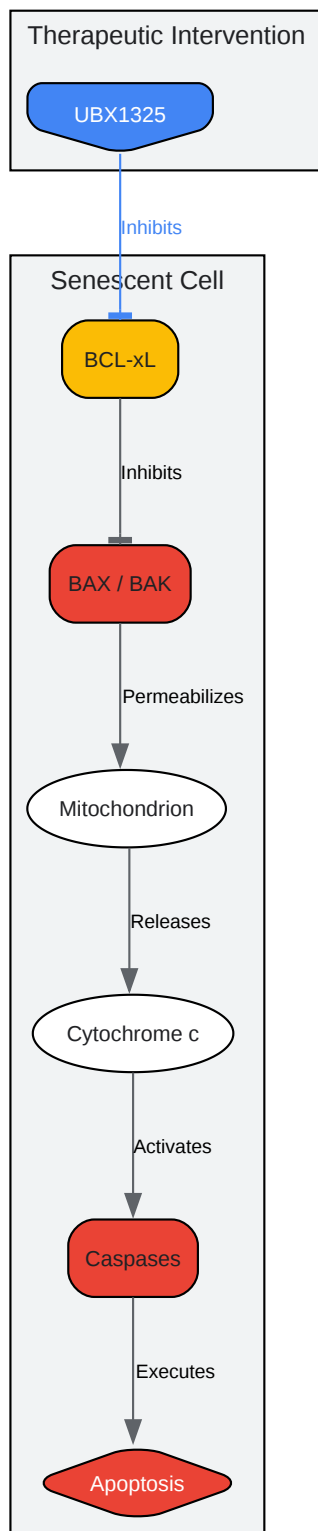 Therapeutic Intervention
UBX1325
Inhibits
Senescent Cell
BCL-xL
Inhibits
BAX / BAK
Permeabilizes
Mitochondrion
Releases
Cytochrome c
Activates
Caspases
Executes
Apoptosis